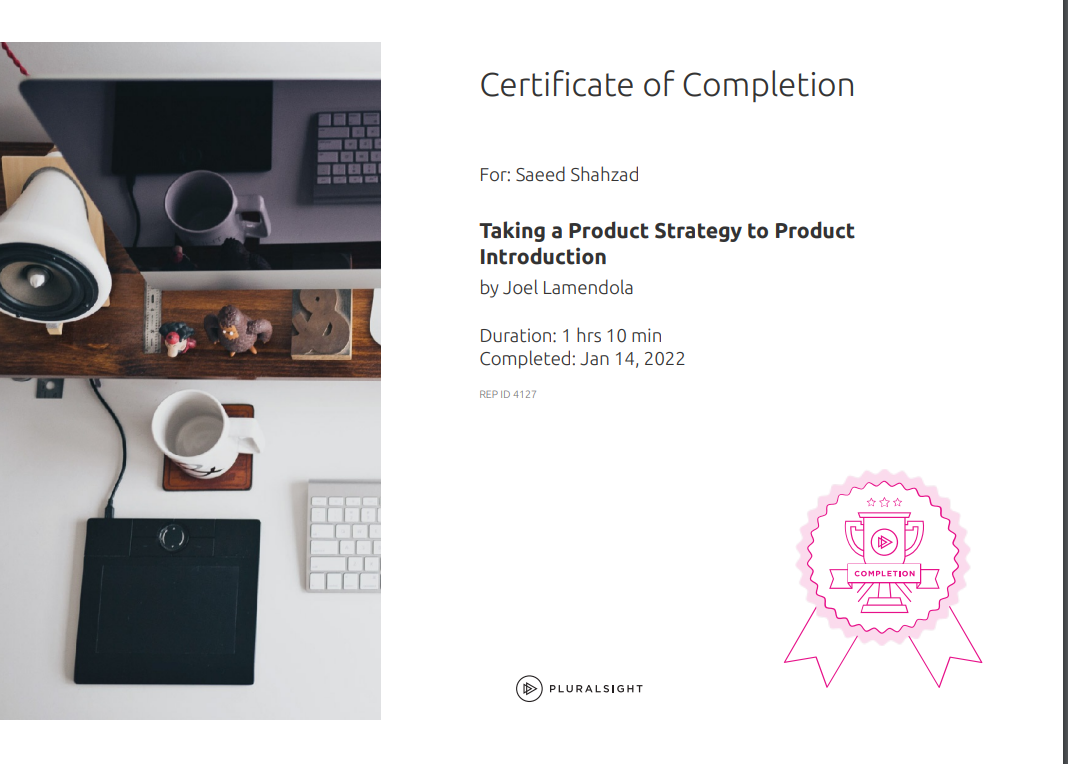 Certificate of Completion
For: Saeed Shahzad
Taking a Product Strategy to Product
Introduction
by Joel Lamendola
Duration: 1 hrs 10 min
Completed: Jan 14, 2022
REP ID 4127
COMPLETION
PLURALSIGHT